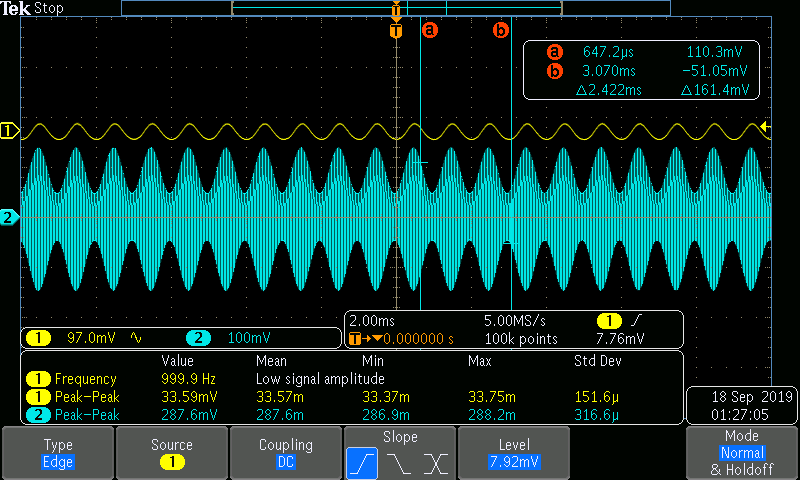 Tek Stop
T
T a b
a 647.2µs 110.3mV
b 3.070ms −51.05mV
△2.422ms △161.4mV
1
2
1 97.0mV 2 100mV
2.00ms 5.00MS/s 1
T→▼0.000000 s 100k points 7.76mV
Value Mean Min Max Std Dev
1 Frequency 999.9 Hz Low signal amplitude
1 Peak−Peak 33.59mV 33.57m 33.37m 33.75m 151.6µ
2 Peak−Peak 287.6mV 287.6m 286.9m 288.2m 316.6µ
18 Sep 2019
01:27:05
Type
Edge
Source
1
Coupling
DC
Slope
Level
7.92mV
Mode
Normal
& Holdoff